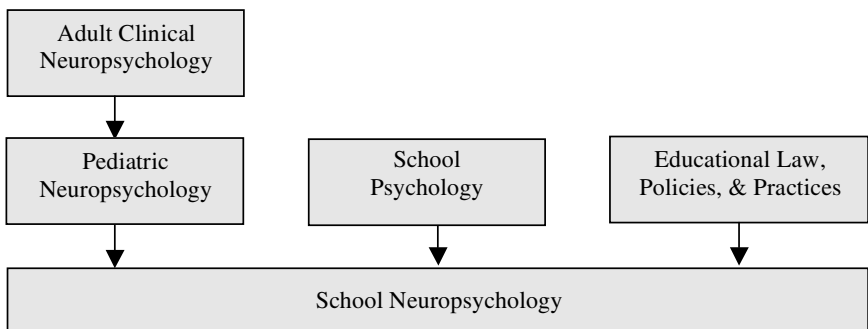 Adult Clinical
Neuropsychology
Pediatric
Neuropsychology
School
Psychology
Educational Law,
Policies, & Practices
School Neuropsychology